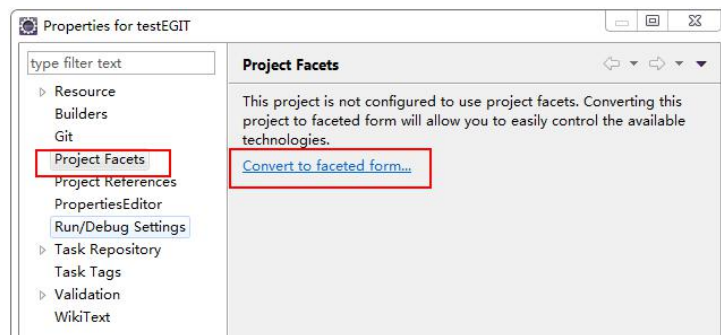 Properties for testEGIT
type filter text
Resource
Builders
Git
Project Facets
Project References
PropertiesEditor
Run/Debug Settings
Task Repository
Task Tags
Validation
WikiText
Project Facets
This project is not configured to use project facets. Converting this
project to faceted form will allow you to easily control the available
technologies.
Convert to faceted form...